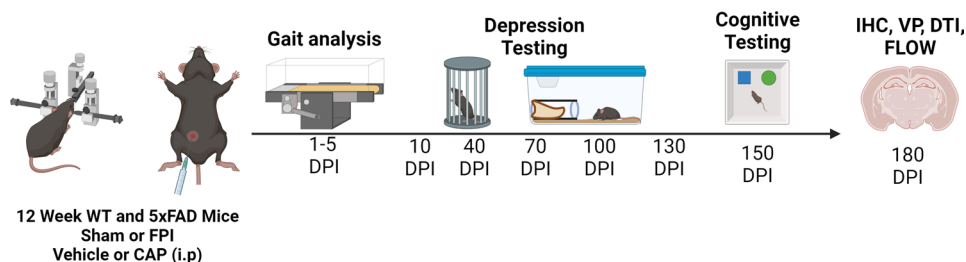 Gait analysis
Depression
Testing
Cognitive
Testing
IHC, VP, DTI,
FLOW
1-5
DPI
10
DPI
40
DPI
70
DPI
100
DPI
130
DPI
150
DPI
180
DPI
12 Week WT and 5xFAD Mice
Sham or FPI
Vehicle or CAP (i.p)